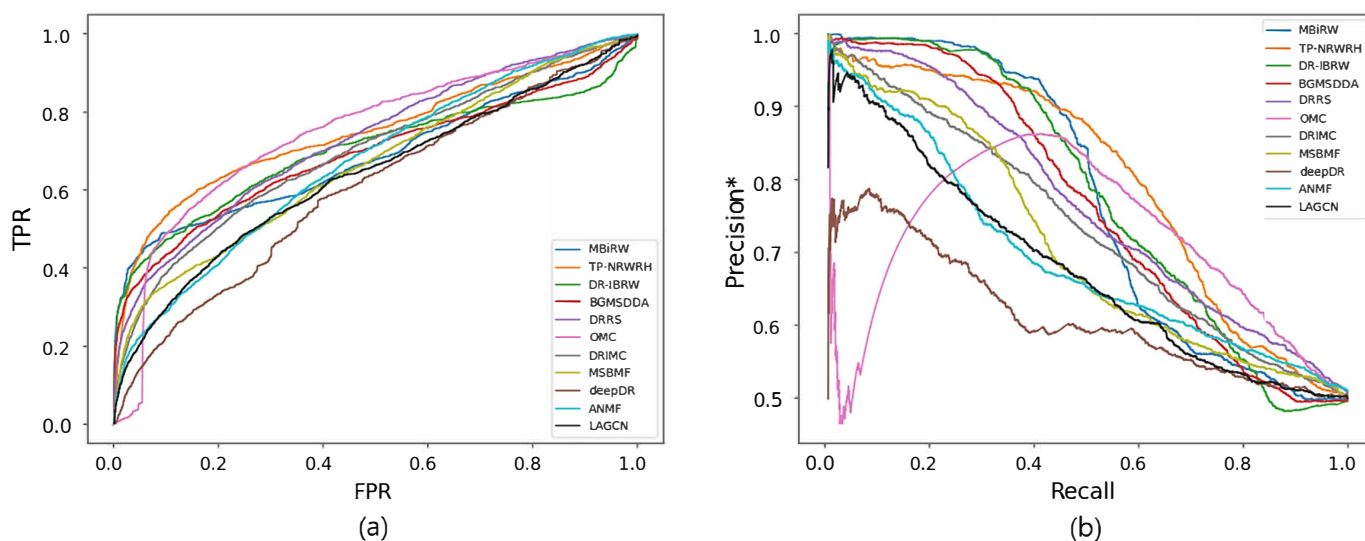 1.0
0.8
0.6
0.4
0.2
0.0
TPR
0.0 0.2 0.4 0.6 0.8 1.0
FPR
MBiRW
TP-NRWRH
DR-IBRW
BGMSDDA
DRRS
OMC
DRIMC
MSBMF
deepDR
ANMF
LAGCN
(a)
1.0
0.9
0.8
0.7
0.6
0.5
Precision*
0.0 0.2 0.4 0.6 0.8 1.0
Recall
MBiRW
TP-NRWRH
DR-IBRW
BGMSDDA
DRRS
OMC
DRIMC
MSBMF
deepDR
ANMF
LAGCN
(b)